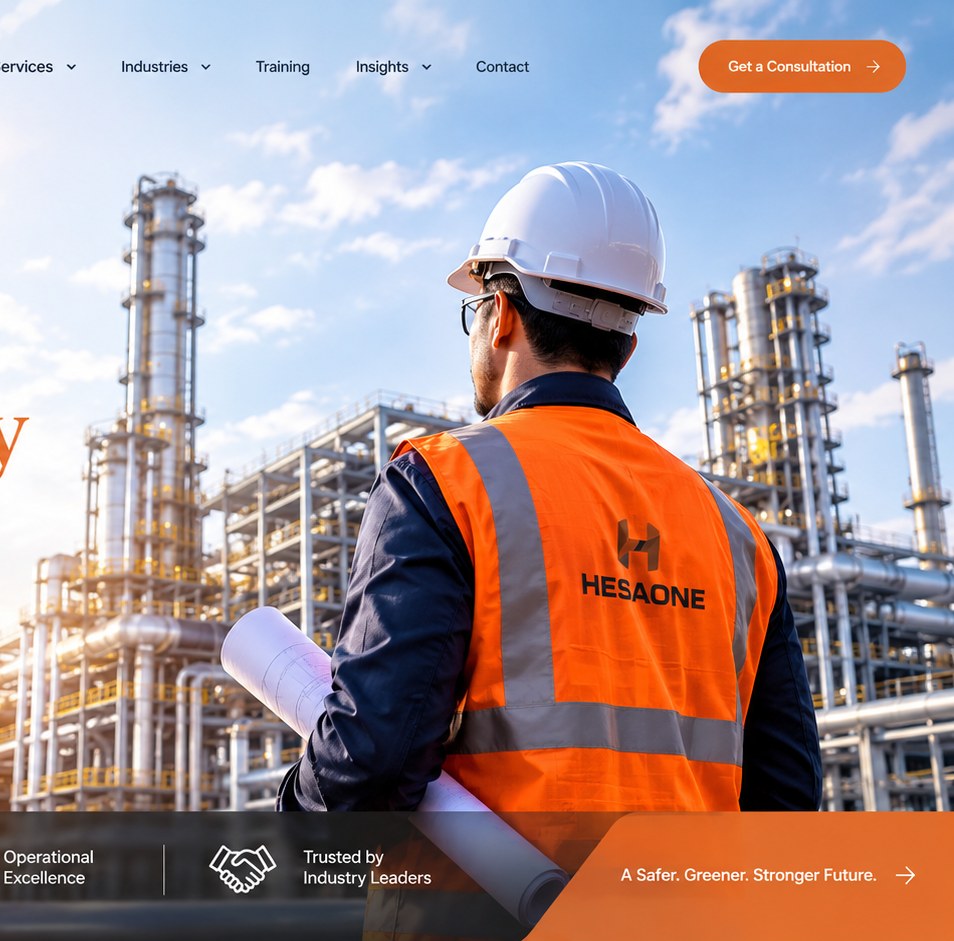 ervices
Industries
Training
Insights
Contact
Get a Consultation
y
HESAONE
Operational
Excellence
Trusted by
Industry Leaders
A Safer. Greener. Stronger Future.